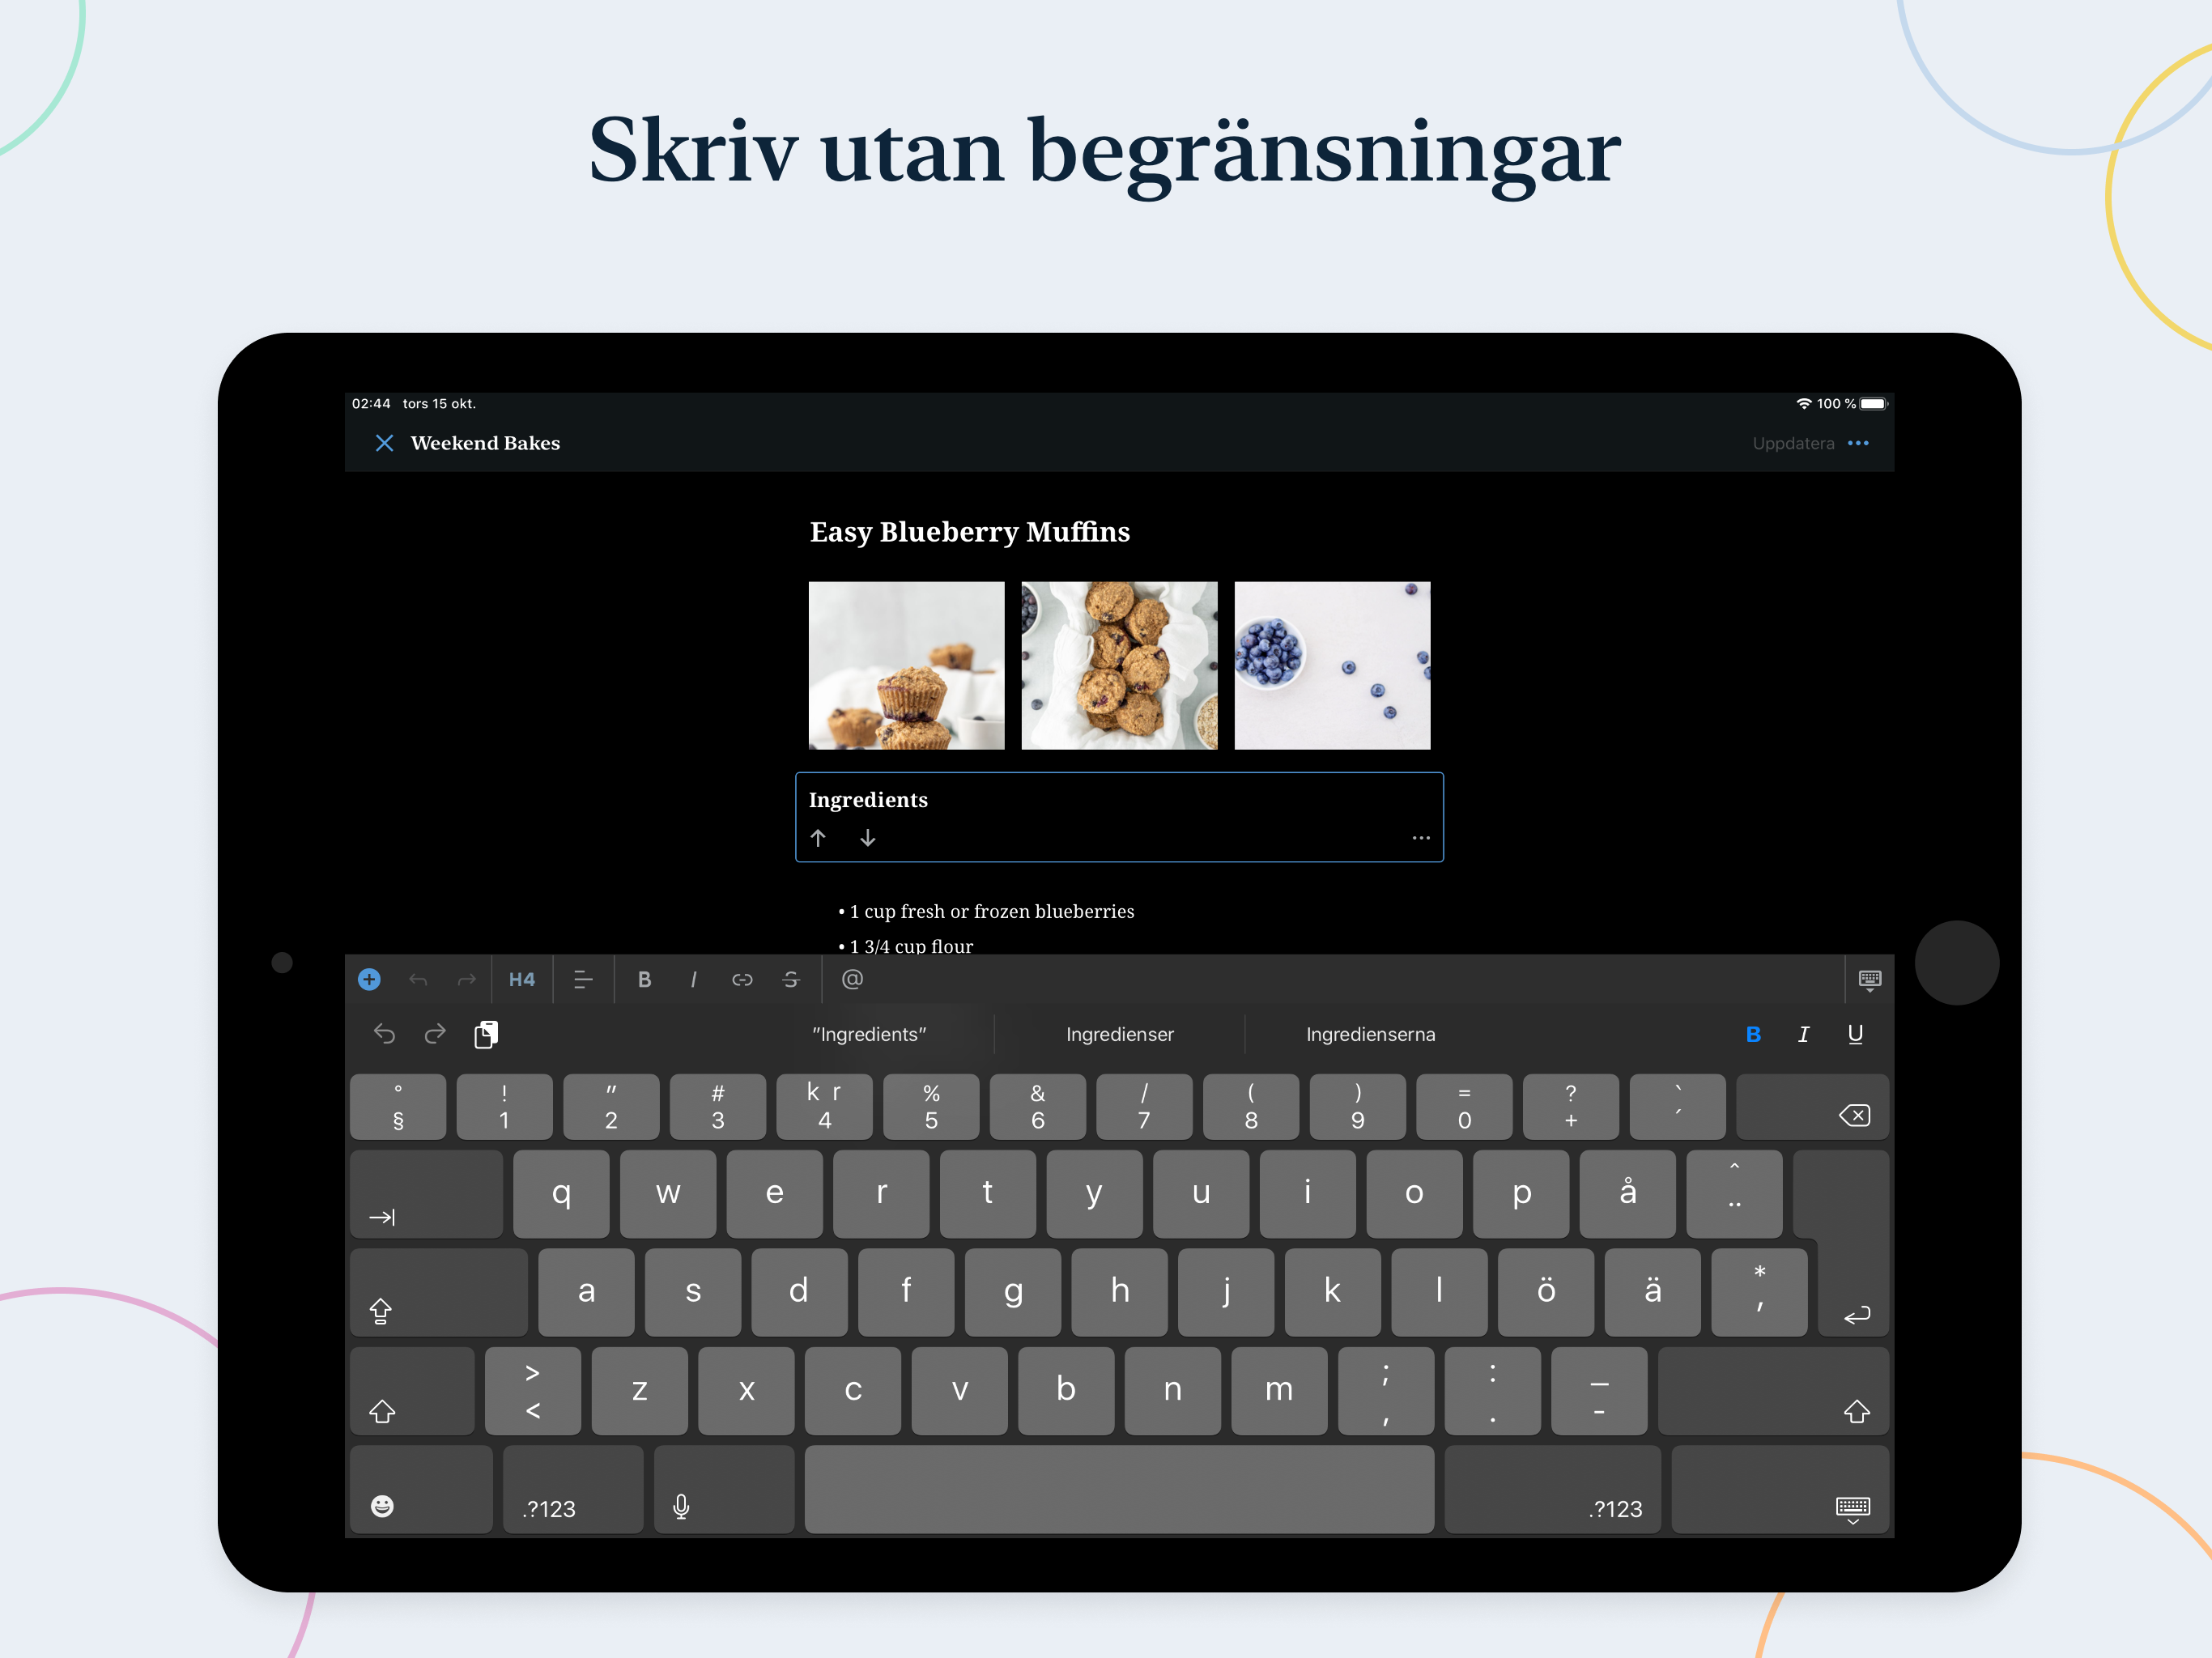 Skriv utan begränsningar
02:44 tors 15 okt. 100 %
Weekend Bakes Uppdatera
Easy Blueberry Muffins
Ingredients
• 1 cup fresh or frozen blueberries
• 1 3/4 cup flour
H4 B I S @
"Ingredients" Ingredienser Ingredienserna B I U
° ! " # k r % & / ( ) = ? `
§ 1 2 3 4 5 6 7 8 9 0 + ´
q w e r t y u i o p å ^ ¨
a s d f g h j k l ö ä * '
> < z x c v b n m ; , : . _ -
.?123 .?123